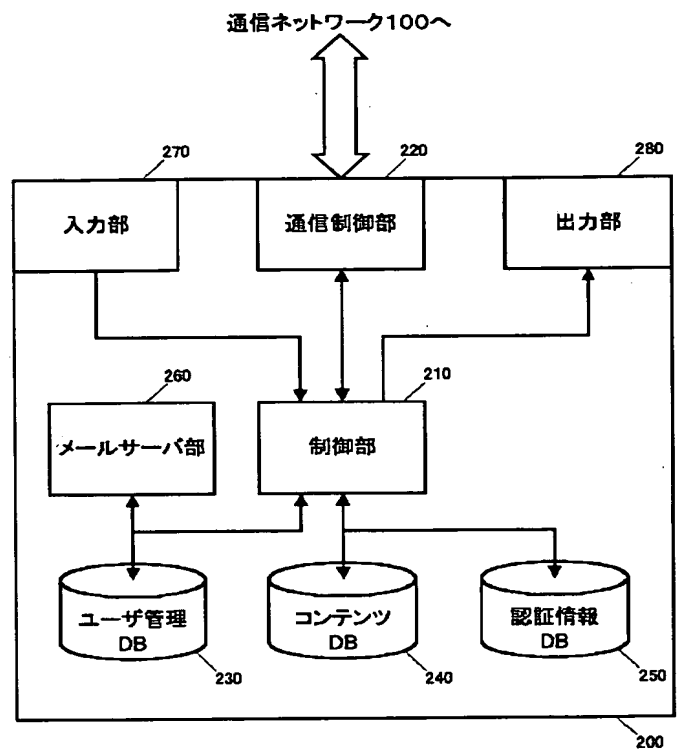 通信ネットワーク100へ
270
220
280
入力部
通信制御部
出力部
260
210
メールサーバ部
制御部
ユーザ管理
DB
コンテンツ
DB
認証情報
DB
230
240
250
200